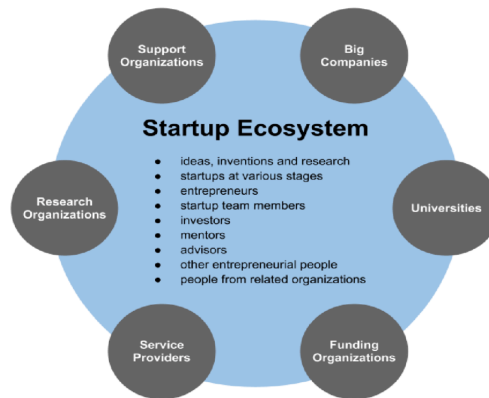 Support
Organizations
Big
Companies
Startup Ecosystem
ideas, inventions and research
startups at various stages
entrepreneurs
startup team members
investors
mentors
advisors
other entrepreneurial people
people from related organizations
Research
Organizations
Universities
Service
Providers
Funding
Organizations